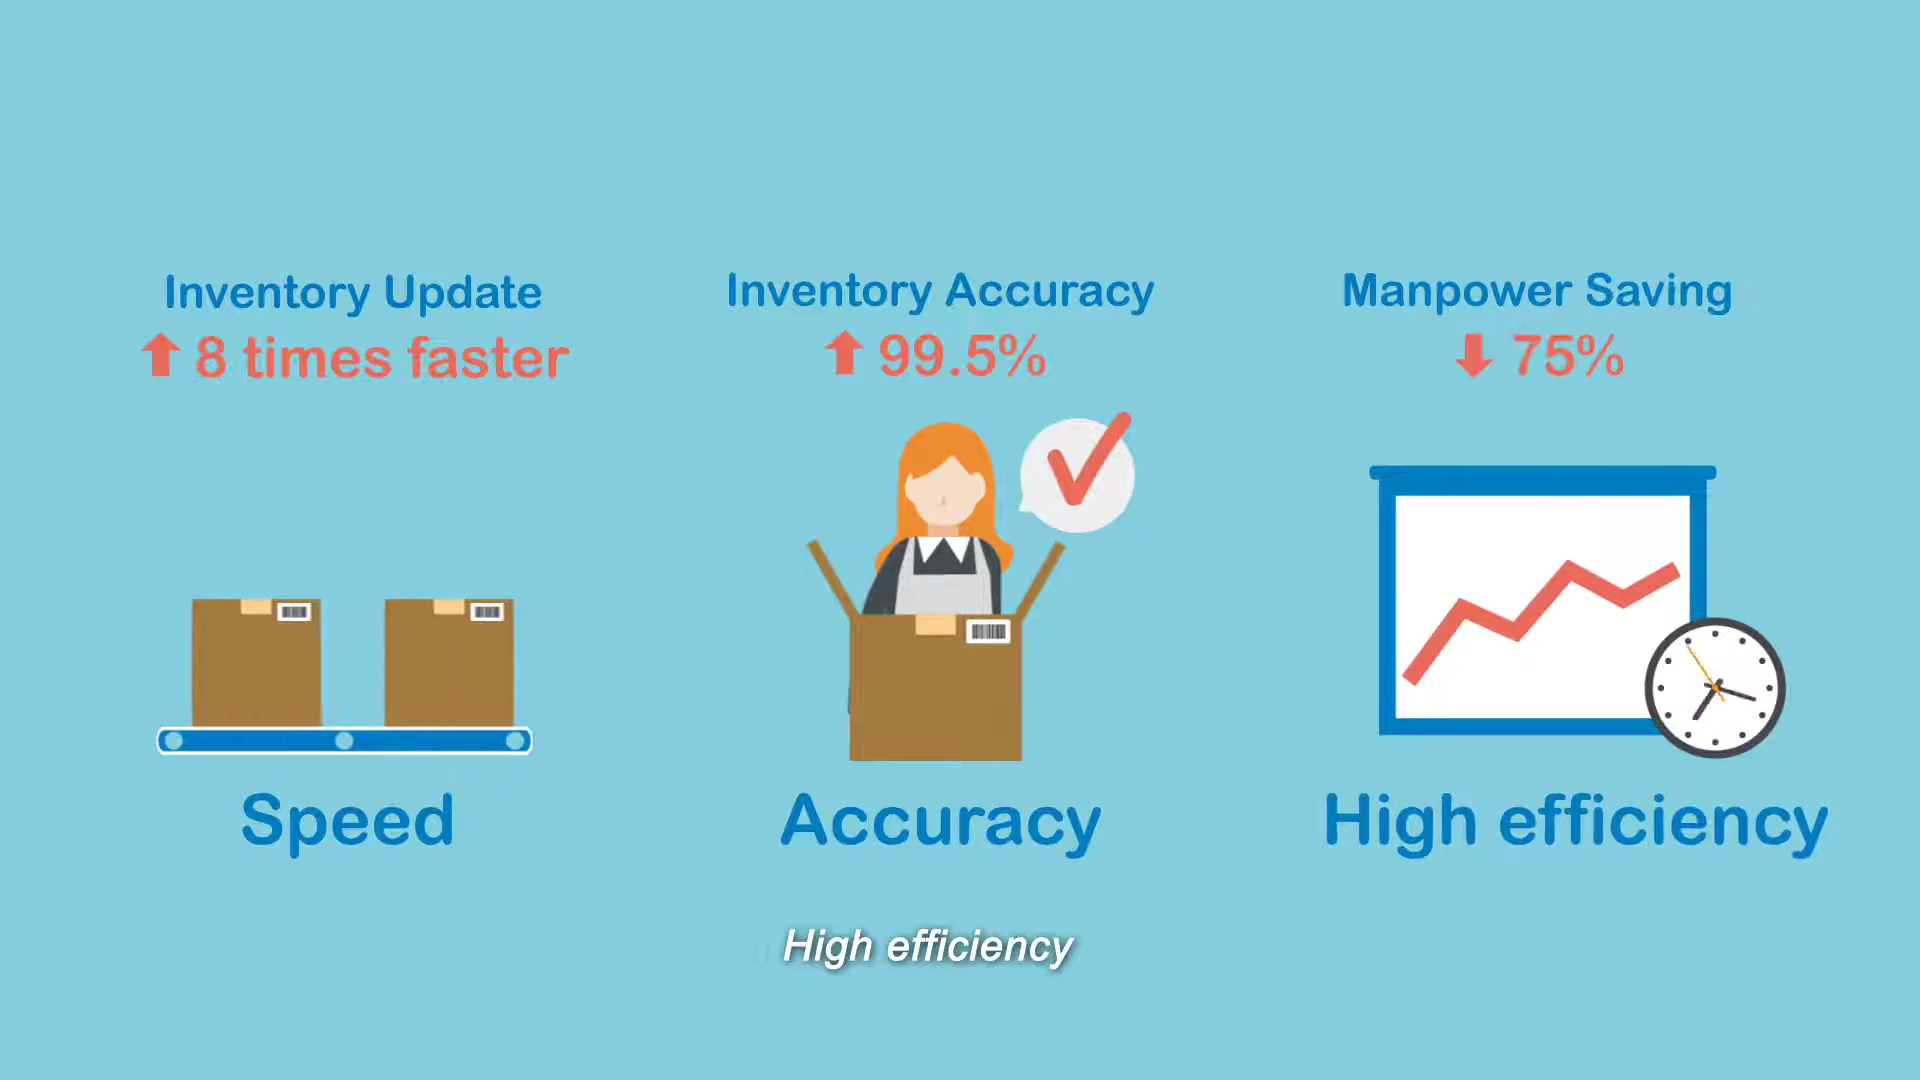 Inventory Update
8 times faster
Inventory Accuracy
99.5%
Manpower Saving
75%
Speed
Accuracy
High efficiency
High efficiency